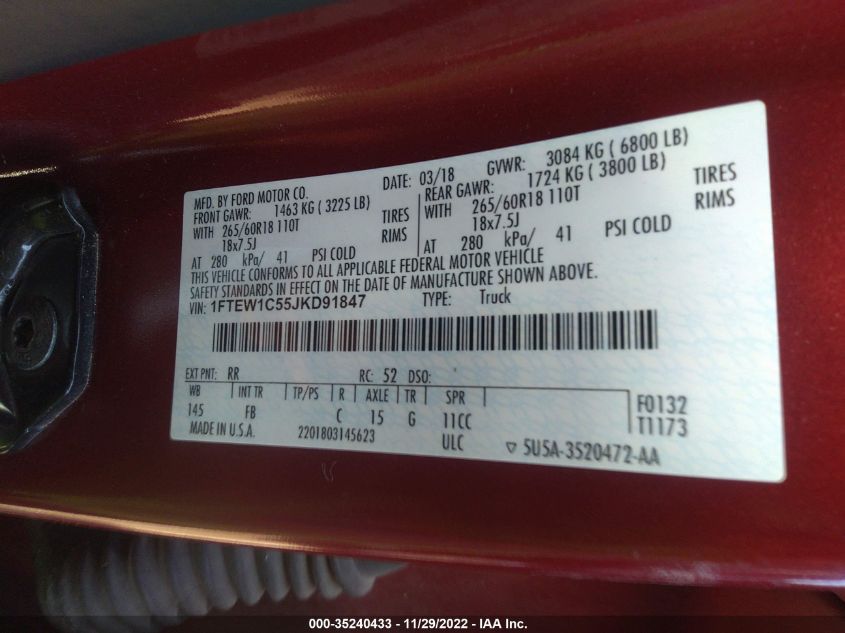 MFD. BY FORD MOTOR CO.
DATE: 03/18 GVWR: 3084 KG ( 6800 LB)
FRONT GAWR: 1463 KG ( 3225 LB) REAR GAWR: 1724 KG ( 3800 LB)
WITH 265/60R18 110T TIRES WITH 265/60R18 110T TIRES
18x7.5J RIMS 18x7.5J RIMS
AT 280 kPa/ 41 PSI COLD AT 280 kPa/ 41 PSI COLD
THIS VEHICLE CONFORMS TO ALL APPLICABLE FEDERAL MOTOR VEHICLE
SAFETY STANDARDS IN EFFECT ON THE DATE OF MANUFACTURE SHOWN ABOVE.
VIN: 1FTEW1C55JKD91847 TYPE: Truck
EXT PNT: RR RC: 52 DSO:
WB INT TR TP/PS R AXLE TR SPR
145 FB C 15 G 11CC
F0132
T1173
MADE IN U.S.A. 2201803145623 ULC
▽ 5U5A-3520472-AA
000-35240433 - 11/29/2022 - IAA Inc.